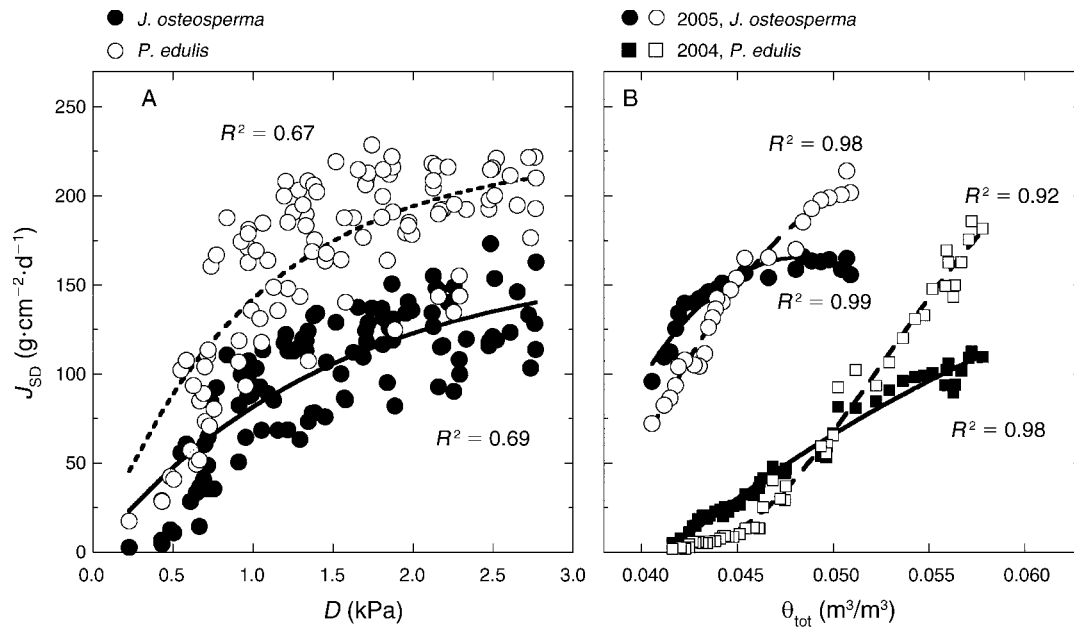 J. osteosperma
P. edulis
2005, J. osteosperma
2004, P. edulis
A
R² = 0.67
R² = 0.69
B
R² = 0.98
R² = 0.92
R² = 0.99
R² = 0.98
250
200
150
100
50
0
J_SD (g·cm⁻²·d⁻¹)
0.0 0.5 1.0 1.5 2.0 2.5 3.0
D (kPa)
0.040 0.045 0.050 0.055 0.060
θ_tot (m³/m³)